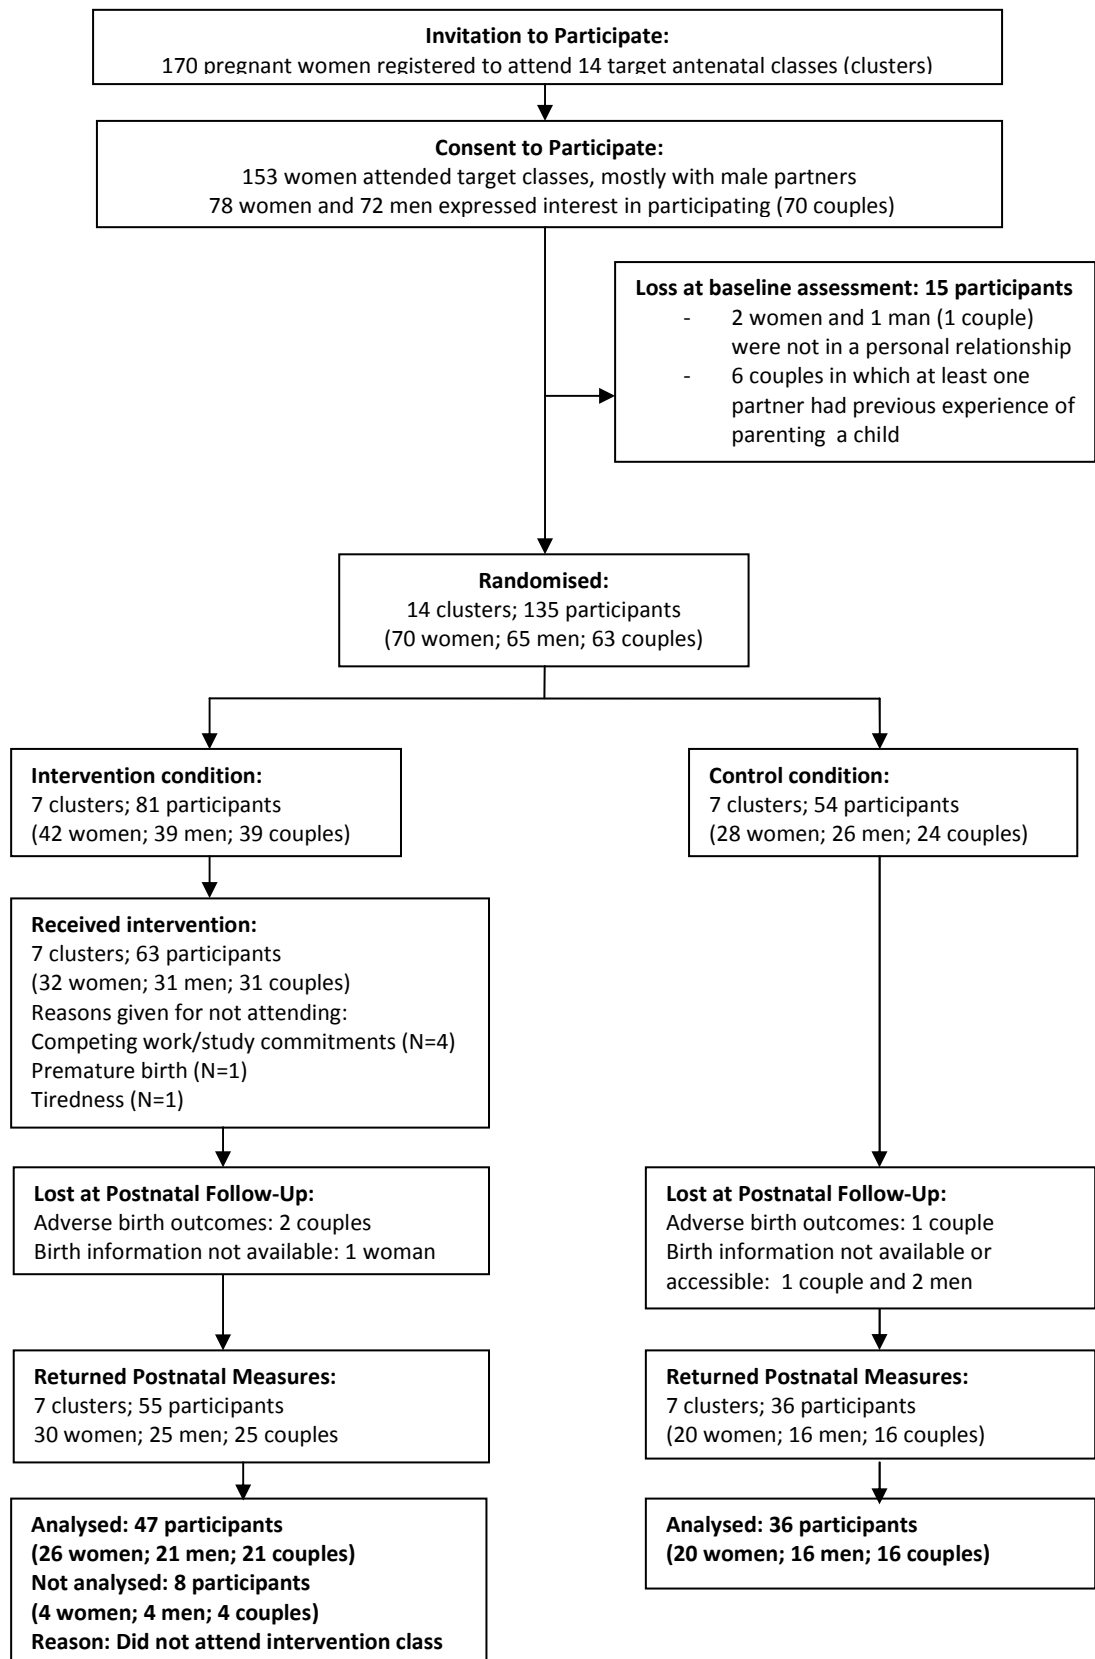 Invitation to Participate:
170 pregnant women registered to attend 14 target antenatal classes (clusters)
Consent to Participate:
153 women attended target classes, mostly with male partners
78 women and 72 men expressed interest in participating (70 couples)
Loss at baseline assessment: 15 participants
- 2 women and 1 man (1 couple)
were not in a personal relationship
- 6 couples in which at least one
partner had previous experience of
parenting a child
Randomised:
14 clusters; 135 participants
(70 women; 65 men; 63 couples)
Intervention condition:
7 clusters; 81 participants
(42 women; 39 men; 39 couples)
Control condition:
7 clusters; 54 participants
(28 women; 26 men; 24 couples)
Received intervention:
7 clusters; 63 participants
(32 women; 31 men; 31 couples)
Reasons given for not attending:
Competing work/study commitments (N=4)
Premature birth (N=1)
Tiredness (N=1)
Lost at Postnatal Follow-Up:
Adverse birth outcomes: 2 couples
Birth information not available: 1 woman
Lost at Postnatal Follow-Up:
Adverse birth outcomes: 1 couple
Birth information not available or
accessible: 1 couple and 2 men
Returned Postnatal Measures:
7 clusters; 55 participants
30 women; 25 men; 25 couples
Returned Postnatal Measures:
7 clusters; 36 participants
(20 women; 16 men; 16 couples)
Analysed: 47 participants
(26 women; 21 men; 21 couples)
Not analysed: 8 participants
(4 women; 4 men; 4 couples)
Reason: Did not attend intervention class
Analysed: 36 participants
(20 women; 16 men; 16 couples)